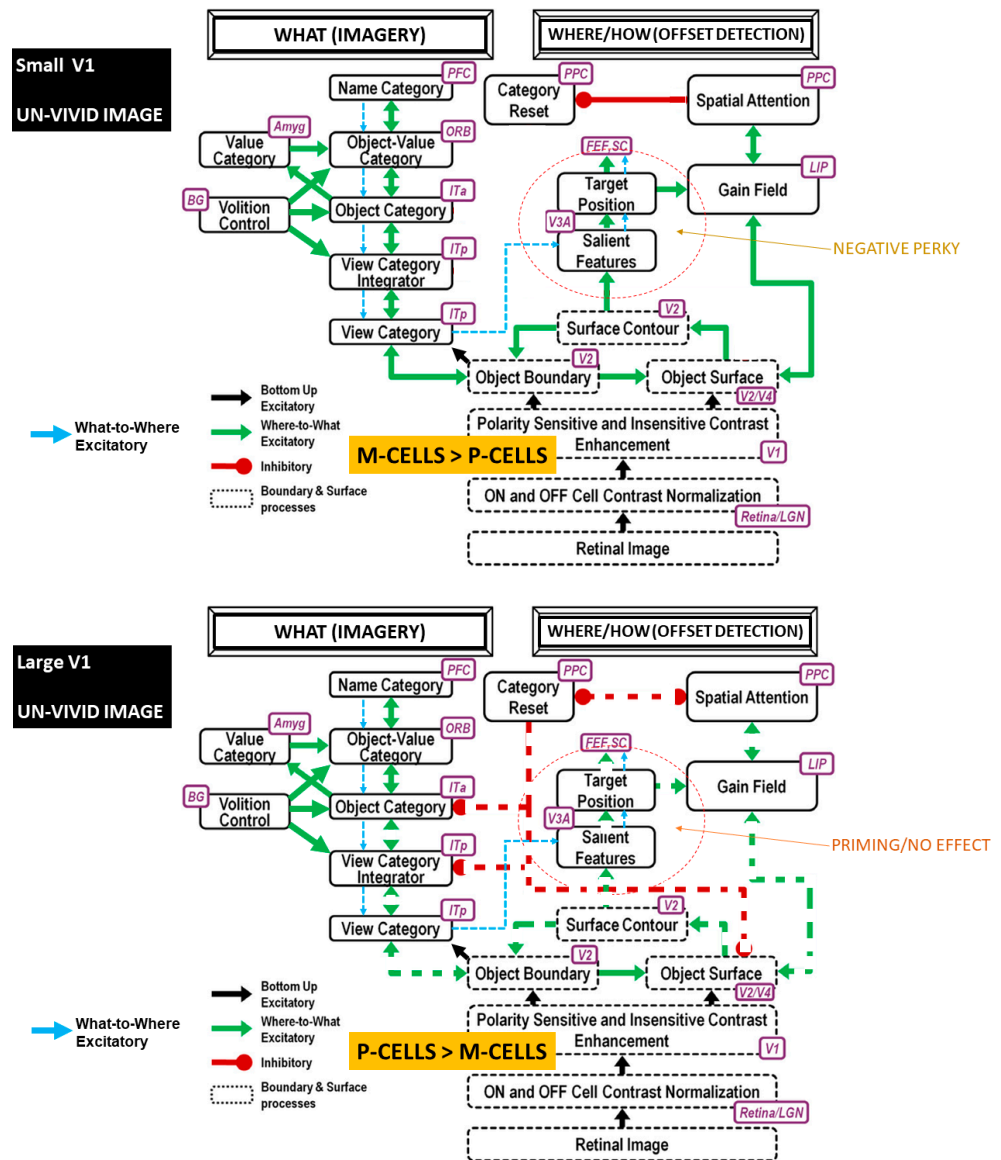 WHAT (IMAGERY)
WHERE/HOW (OFFSET DETECTION)
Small V1
UN-VIVID IMAGE
PFC
Name Category
PPC
Category
Reset
PPC
Spatial Attention
Amyg
Value
Category
ORB
Object-Value
Category
FEF,SC
Target
Position
LIP
Gain Field
BG
Volition
Control
ITa
Object Category
V3A
Salient
Features
NEGATIVE PERKY
ITp
View Category
Integrator
ITp
View Category
V2
Surface Contour
V2
Object Boundary
Object Surface
V2/V4
Bottom Up
Excitatory
What-to-Where
Excitatory
Where-to-What
Excitatory
Inhibitory
Boundary & Surface
processes
Polarity Sensitive and Insensitive Contrast
Enhancement
V1
M-CELLS > P-CELLS
ON and OFF Cell Contrast Normalization
Retina/LGN
Retinal Image
WHAT (IMAGERY)
WHERE/HOW (OFFSET DETECTION)
Large V1
UN-VIVID IMAGE
PFC
Name Category
PPC
Category
Reset
PPC
Spatial Attention
Amyg
Value
Category
ORB
Object-Value
Category
FEF,SC
Target
Position
LIP
Gain Field
BG
Volition
Control
ITa
Object Category
V3A
Salient
Features
PRIMING/NO EFFECT
ITp
View Category
Integrator
ITp
View Category
V2
Surface Contour
V2
Object Boundary
Object Surface
V2/V4
Bottom Up
Excitatory
What-to-Where
Excitatory
Where-to-What
Excitatory
Inhibitory
Boundary & Surface
processes
Polarity Sensitive and Insensitive Contrast
Enhancement
V1
P-CELLS > M-CELLS
ON and OFF Cell Contrast Normalization
Retina/LGN
Retinal Image